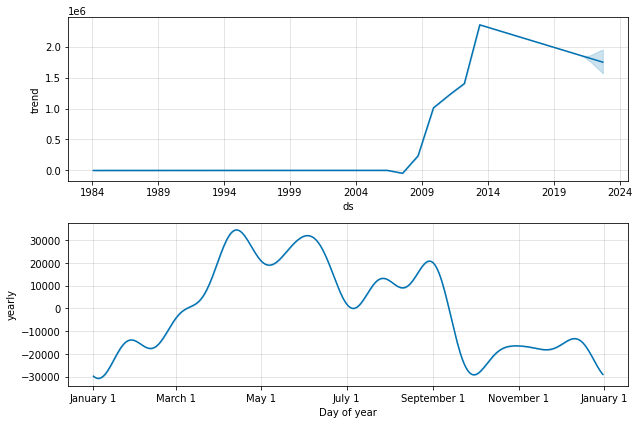 1e6
2.0
1.5
1.0
0.5
0.0
trend
1984 1989 1994 1999 2004 2009 2014 2019 2024
ds
30000
20000
10000
0
−10000
−20000
−30000
yearly
January 1 March 1 May 1 July 1 September 1 November 1 January 1
Day of year